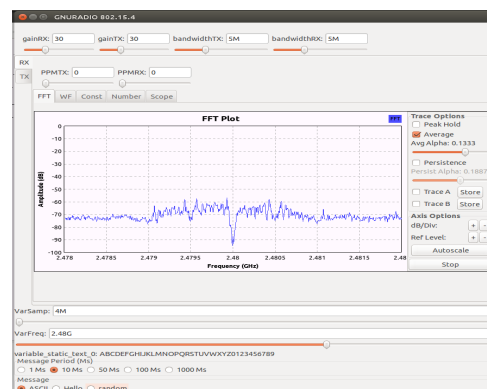 GNURADIO 802.15.4
gainRX: 30 gainTX: 30 bandwidthTX: 5M bandwidthRX: 5M
RX
TX
PPMTX: 0 PPMRX: 0
FFT WF Const Number Scope
FFT Plot
FFT
0
-10
-20
-30
-40
-50
-60
-70
-80
-90
-100
Amplitude (dB)
2.478 2.4785 2.479 2.4795 2.48 2.4805 2.481 2.4815 2.48
Frequency (GHz)
Trace Options
Peak Hold
Average
Avg Alpha: 0.1333
Persistence
Persist Alpha: 0.1887
Trace A Store
Trace B Store
Axis Options
dB/Div: + -
Ref Level: + -
Autoscale
Stop
VarSamp: 4M
VarFreq: 2.48G
variable_static_text_0: ABCDEFGHIJKLMNOPQRSTUVWXYZ0123456789
Message Period (Ms)
1 Ms 10 Ms 50 Ms 100 Ms 1000 Ms
Message
ASCII Hello random